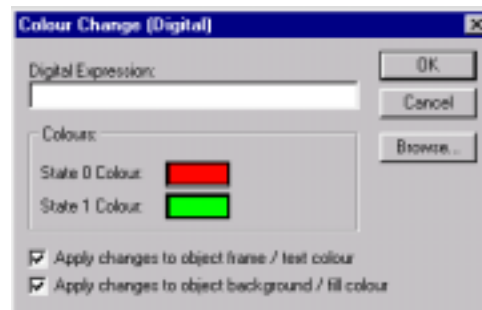 Colour Change (Digital)
Digital Expression:
OK
Cancel
Browse...
Colours:
State 0 Colour:
State 1 Colour:
Apply changes to object frame / text colour
Apply changes to object background / fill colour